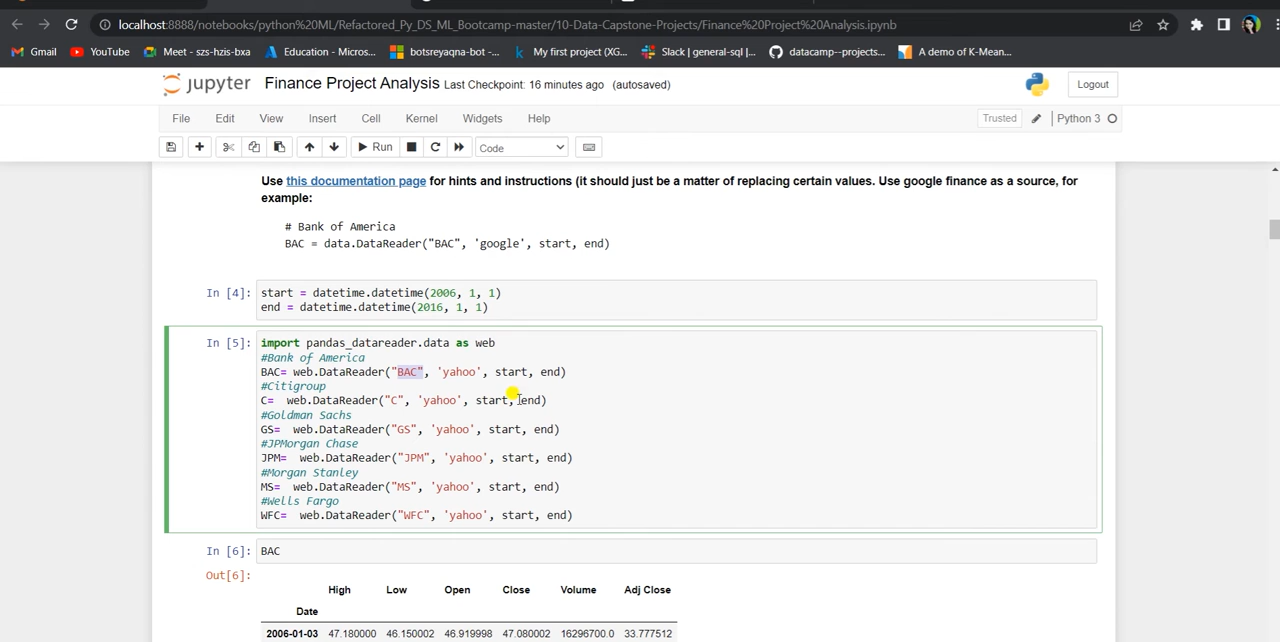 localhost:8888/notebooks/python%20ML/Refactored_Py_DS_ML_Bootcamp-master/10-Data-Capstone-Projects/Finance%20Project%20Analysis.ipynb
Gmail YouTube Meet - szs-hzis-bxa Education - Micros... botsreyaqna-bot -... My first project (XG... Slack | general-sql |... datacamp--projects... A demo of K-Mean...
jupyter Finance Project Analysis Last Checkpoint: 16 minutes ago (autosaved) Logout
File Edit View Insert Cell Kernel Widgets Help Trusted Python 3
Run Code
Use this documentation page for hints and instructions (it should just be a matter of replacing certain values. Use google finance as a source, for
example:
# Bank of America
BAC = data.DataReader("BAC", 'google', start, end)
In [4]: start = datetime.datetime(2006, 1, 1)
end = datetime.datetime(2016, 1, 1)
In [5]: import pandas_datareader.data as web
#Bank of America
BAC= web.DataReader("BAC", 'yahoo', start, end)
#Citigroup
C=  web.DataReader("C", 'yahoo', start, end)
#Goldman Sachs
GS=  web.DataReader("GS", 'yahoo', start, end)
#JPMorgan Chase
JPM=  web.DataReader("JPM", 'yahoo', start, end)
#Morgan Stanley
MS=  web.DataReader("MS", 'yahoo', start, end)
#Wells Fargo
WFC=  web.DataReader("WFC", 'yahoo', start, end)
In [6]: BAC
Out[6]:
High Low Open Close Volume Adj Close
Date
2006-01-03 47.180000 46.150002 46.919998 47.080002 16296700.0 33.777512